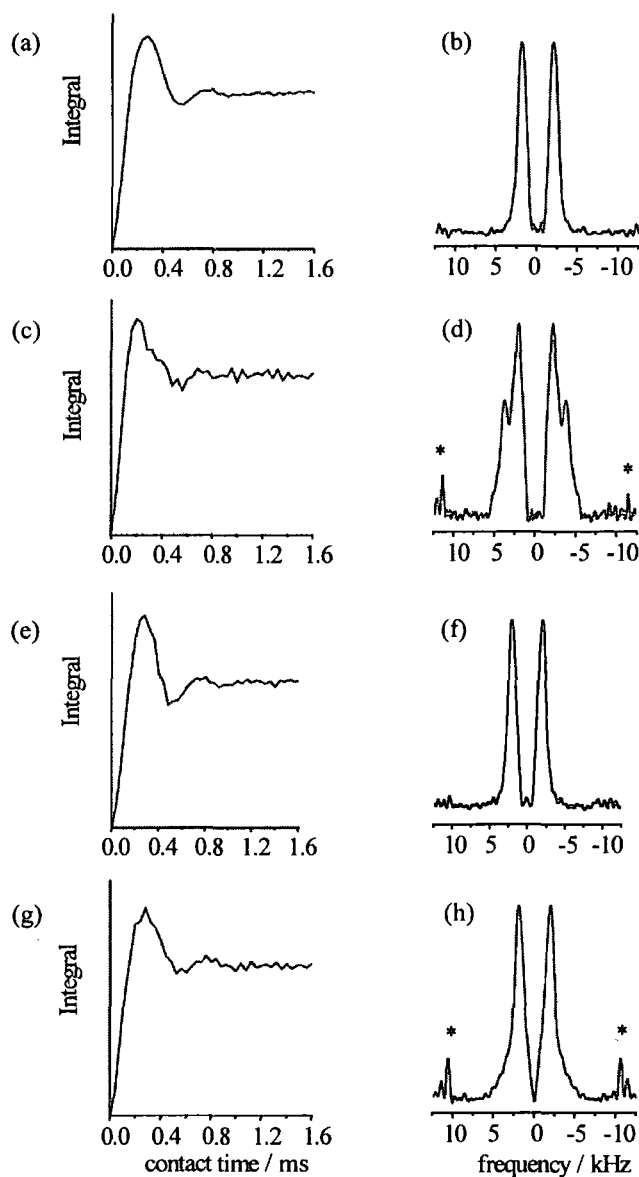 (a)
Integral
0.0 0.4 0.8 1.2 1.6
(b)
10 5 0 -5 -10
(c)
Integral
0.0 0.4 0.8 1.2 1.6
(d)
*
*
10 5 0 -5 -10
(e)
Integral
0.0 0.4 0.8 1.2 1.6
(f)
10 5 0 -5 -10
(g)
Integral
0.0 0.4 0.8 1.2 1.6
contact time / ms
(h)
*
*
10 5 0 -5 -10
frequency / kHz